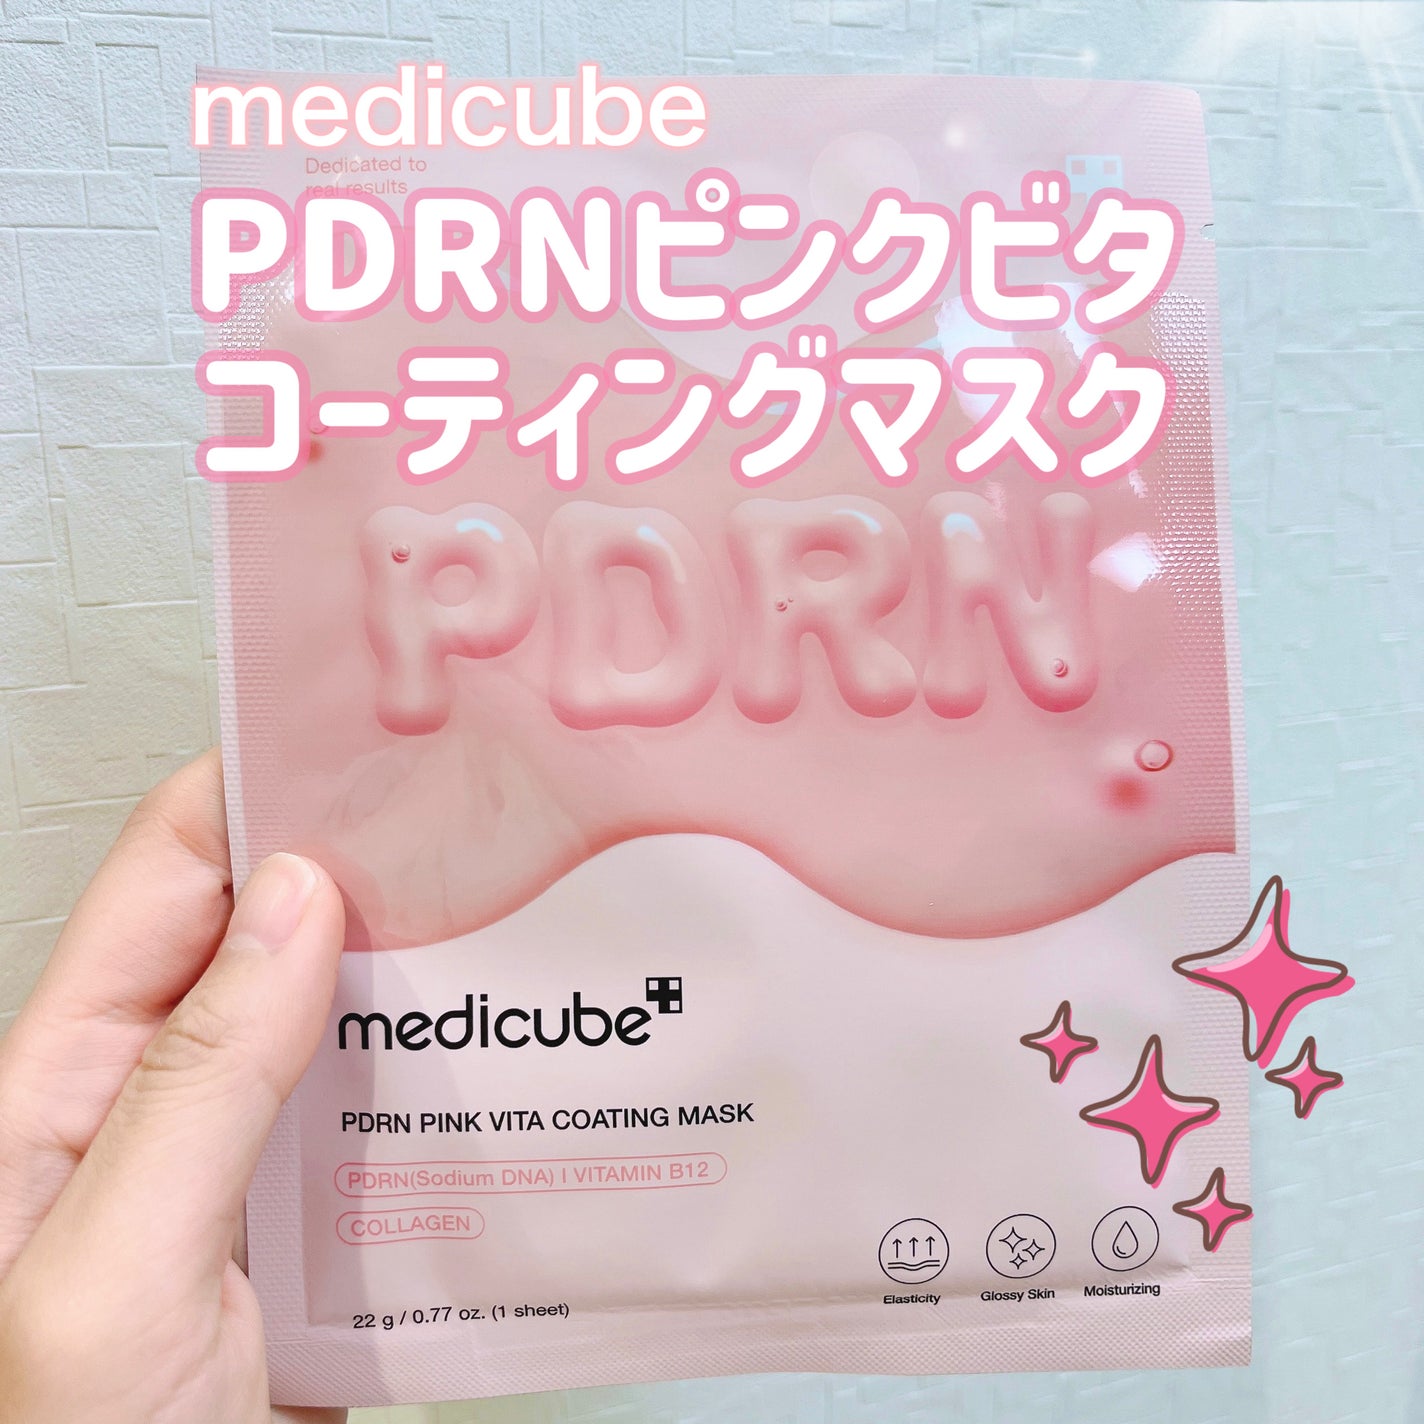 medicube
Dedicated to
real results
PDRNピンクビタ
コーティングマスク
PDRN
medicube
PDRN PINK VITA COATING MASK
PDRN(Sodium DNA) I VITAMIN B12
COLLAGEN
22 g / 0.77 oz. (1 sheet)
Elasticity
Glossy Skin
Moisturizing